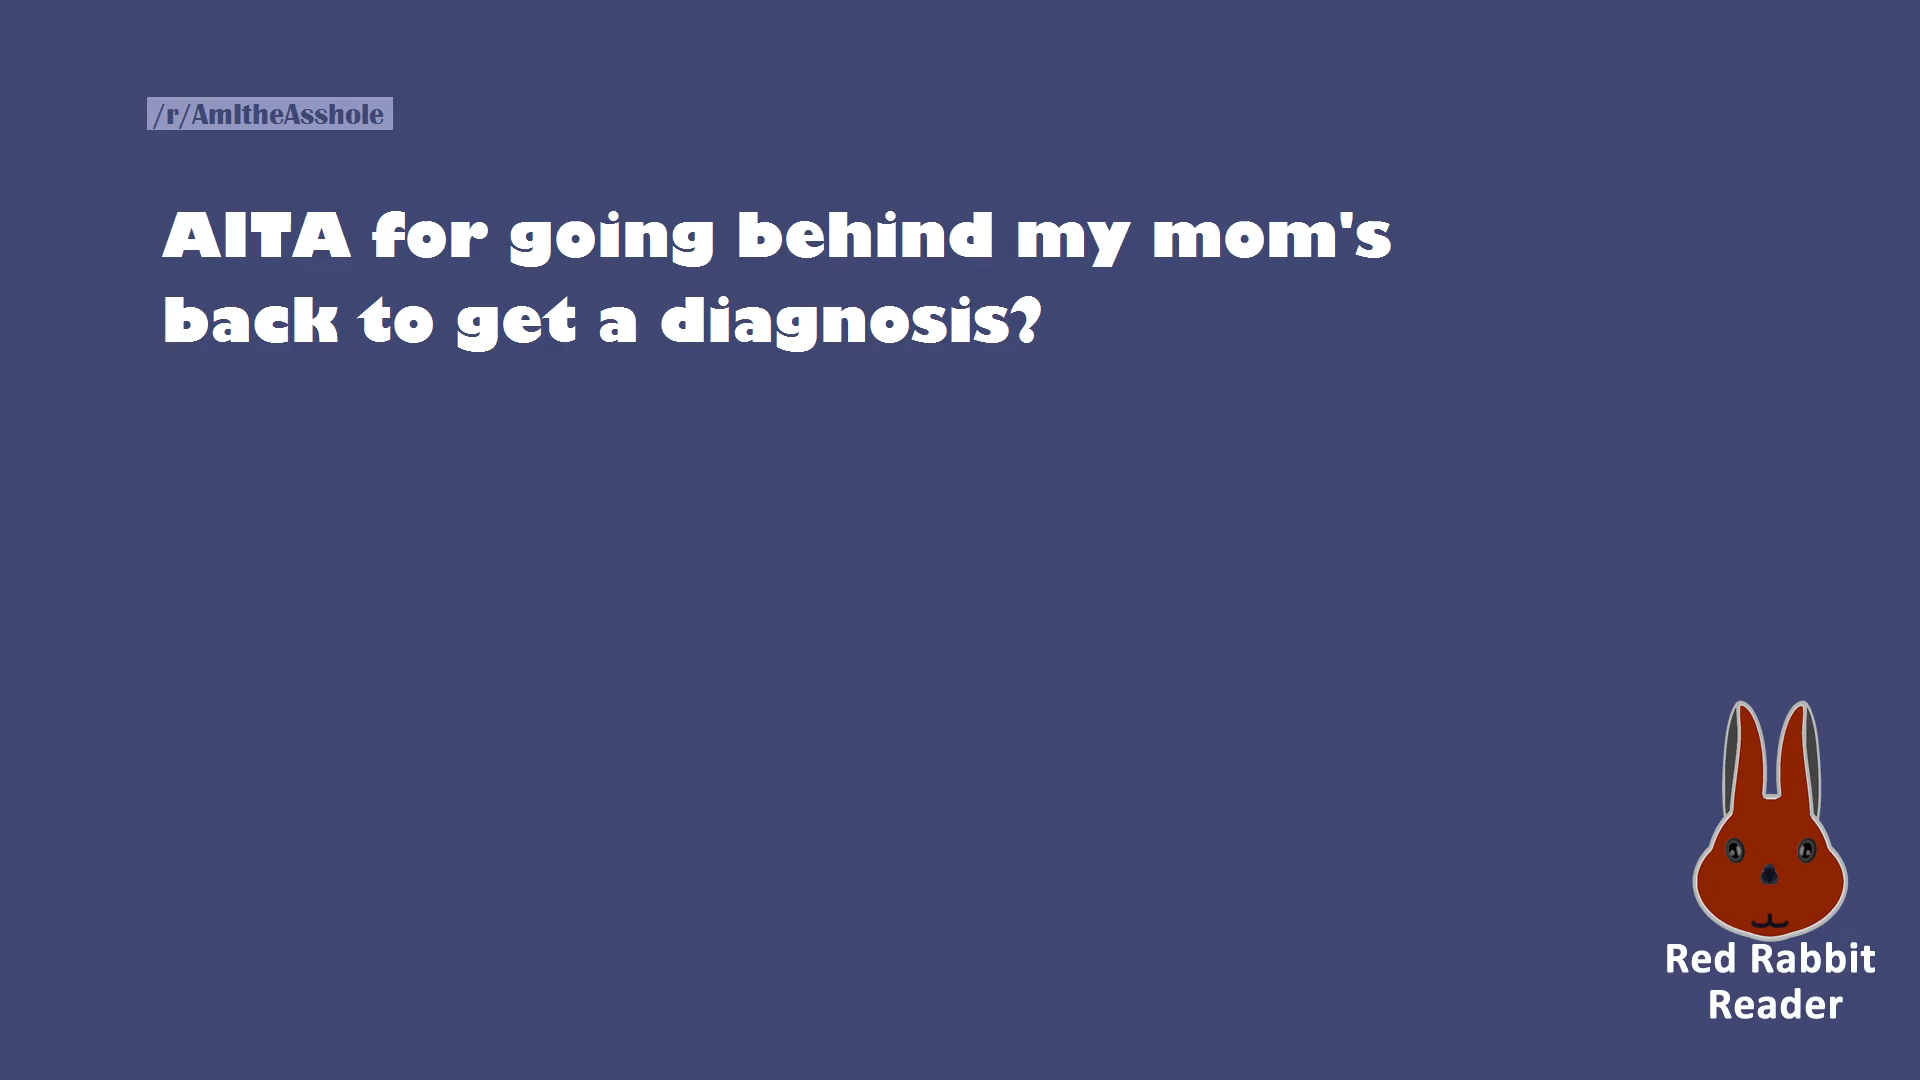 /r/AmItheAsshole
AITA for going behind my mom's
back to get a diagnosis?
Red Rabbit
Reader